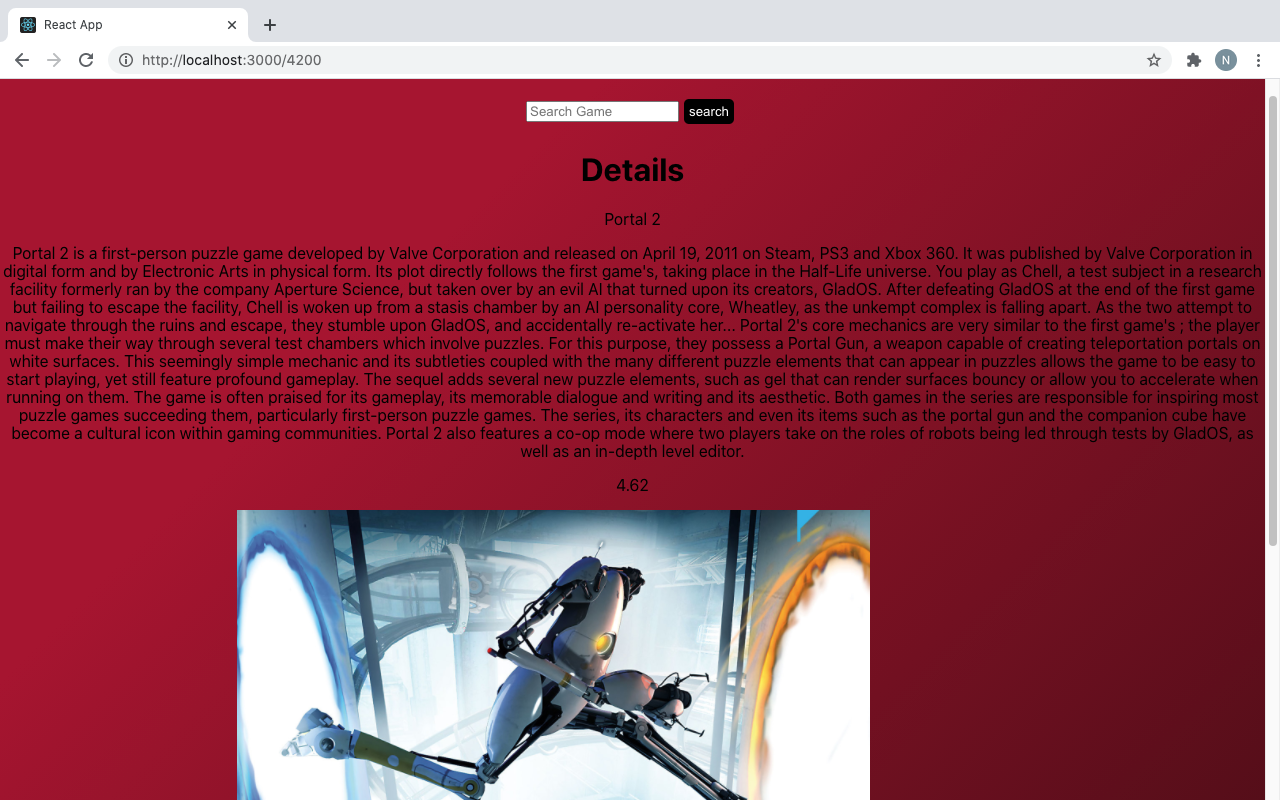 React App
http://localhost:3000/4200
N
Search Game
search
Details
Portal 2
Portal 2 is a first-person puzzle game developed by Valve Corporation and released on April 19, 2011 on Steam, PS3 and Xbox 360. It was published by Valve Corporation in
digital form and by Electronic Arts in physical form. Its plot directly follows the first game's, taking place in the Half-Life universe. You play as Chell, a test subject in a research
facility formerly ran by the company Aperture Science, but taken over by an evil AI that turned upon its creators, GladOS. After defeating GladOS at the end of the first game
but failing to escape the facility, Chell is woken up from a stasis chamber by an AI personality core, Wheatley, as the unkempt complex is falling apart. As the two attempt to
navigate through the ruins and escape, they stumble upon GladOS, and accidentally re-activate her... Portal 2's core mechanics are very similar to the first game's ; the player
must make their way through several test chambers which involve puzzles. For this purpose, they possess a Portal Gun, a weapon capable of creating teleportation portals on
white surfaces. This seemingly simple mechanic and its subtleties coupled with the many different puzzle elements that can appear in puzzles allows the game to be easy to
start playing, yet still feature profound gameplay. The sequel adds several new puzzle elements, such as gel that can render surfaces bouncy or allow you to accelerate when
running on them. The game is often praised for its gameplay, its memorable dialogue and writing and its aesthetic. Both games in the series are responsible for inspiring most
puzzle games succeeding them, particularly first-person puzzle games. The series, its characters and even its items such as the portal gun and the companion cube have
become a cultural icon within gaming communities. Portal 2 also features a co-op mode where two players take on the roles of robots being led through tests by GladOS, as
well as an in-depth level editor.
4.62